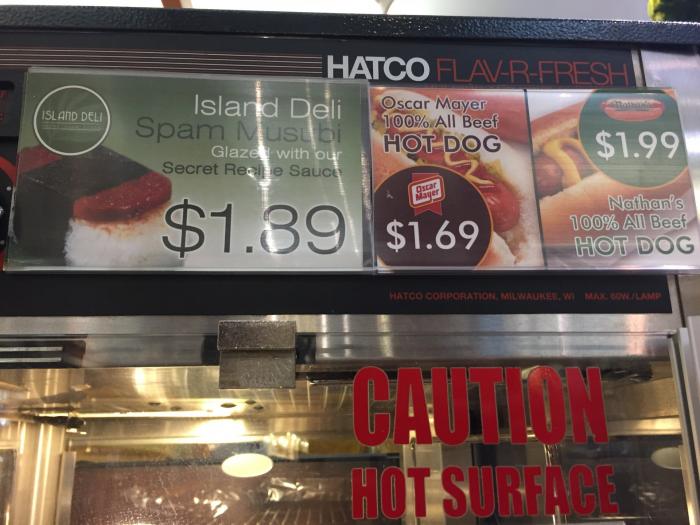 HATCO FLAV-R-FRESH
ISLAND DELI
Island Deli
Spam Musubi
Glazed with our
Secret Recipe Sauce
$1.89
Oscar Mayer
100% All Beef
HOT DOG
Oscar
Mayer
$1.69
Nathan's
$1.99
Nathan's
100% All Beef
HOT DOG
HATCO CORPORATION, MILWAUKEE, WI MAX. 60W./LAMP
CAUTION
HOT SURFACE